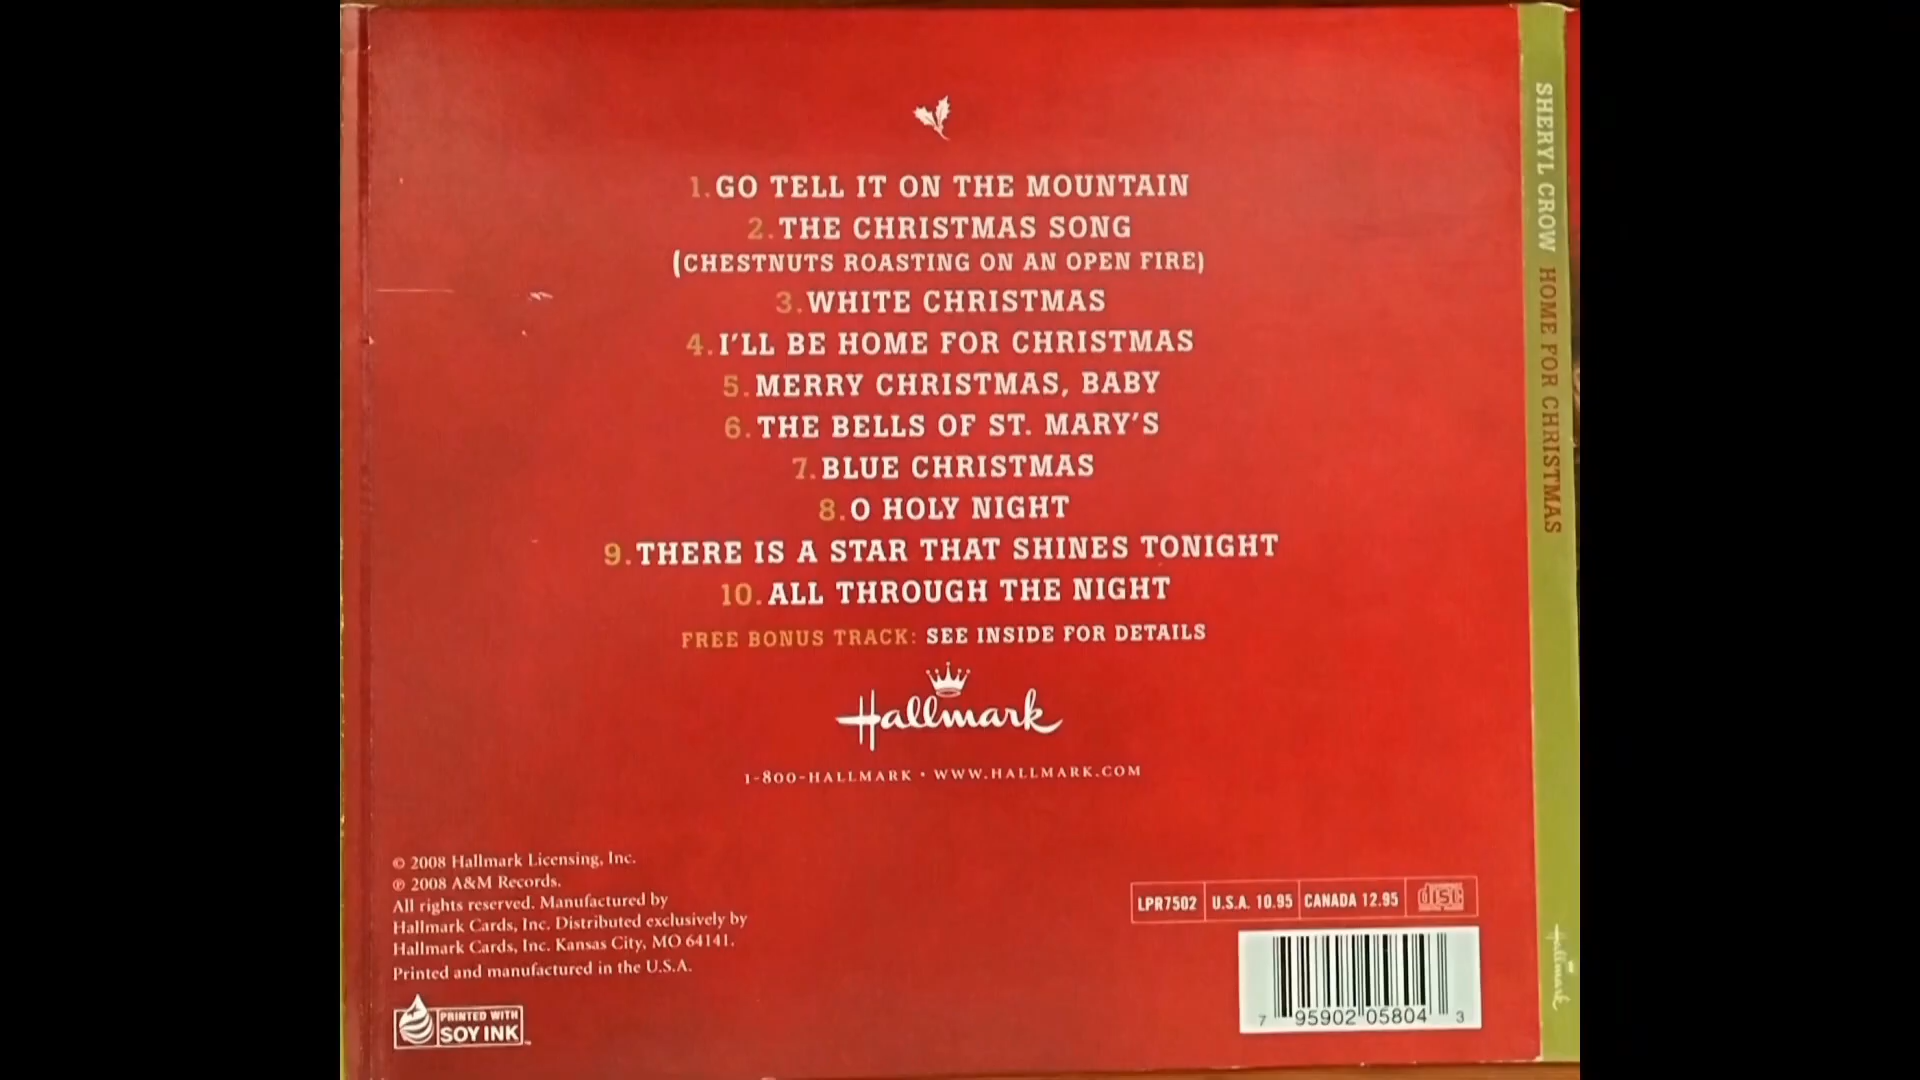 1. GO TELL IT ON THE MOUNTAIN
2. THE CHRISTMAS SONG
(CHESTNUTS ROASTING ON AN OPEN FIRE)
3. WHITE CHRISTMAS
4. I'LL BE HOME FOR CHRISTMAS
5. MERRY CHRISTMAS, BABY
6. THE BELLS OF ST. MARY'S
7. BLUE CHRISTMAS
8. O HOLY NIGHT
9. THERE IS A STAR THAT SHINES TONIGHT
10. ALL THROUGH THE NIGHT
FREE BONUS TRACK: SEE INSIDE FOR DETAILS
Hallmark
1-800-HALLMARK • WWW.HALLMARK.COM
© 2008 Hallmark Licensing, Inc.
℗ 2008 A&M Records.
All rights reserved. Manufactured by
Hallmark Cards, Inc. Distributed exclusively by
Hallmark Cards, Inc. Kansas City, MO 64141.
Printed and manufactured in the U.S.A.
PRINTED WITH
SOY INK™
LPR7502 U.S.A. 10.95 CANADA 12.95 disc
7 95902 05804 3
SHERYL CROW HOME FOR CHRISTMAS
Hallmark